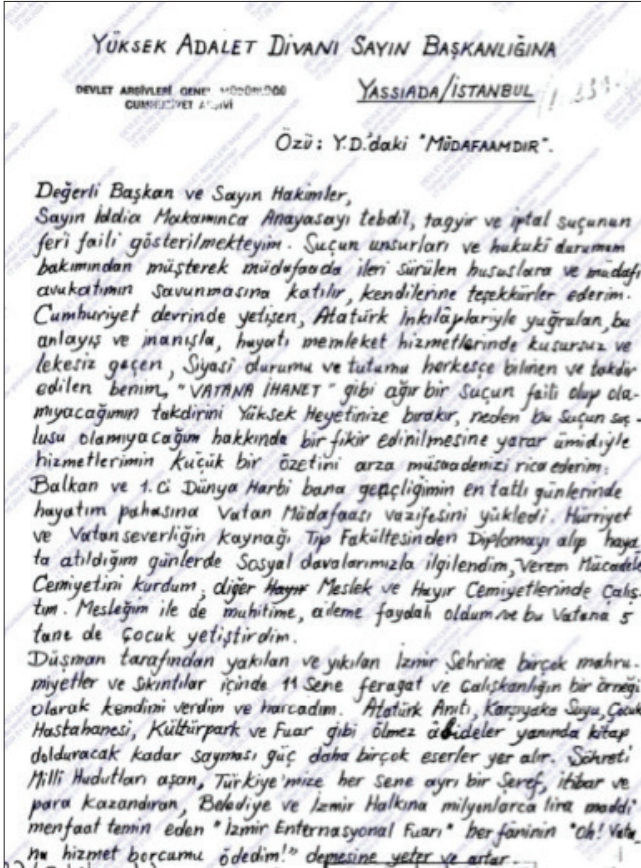 YÜKSEK ADALET DİVANI SAYIN BAŞKANLIĞINA
DEVLET ARŞİVLERİ GENEL MÜDÜRLÜĞÜ
CUMHURİYET ARŞİVİ
YASSIADA/İSTANBUL
Özü: Y.D.'daki "MÜDAFAAMDIR".
Değerli Başkan ve Sayın Hakimler,
Sayın İddia Makamınca Anayasayı tebdil, tagyir ve iptal suçunun
fer'i faili gösterilmekteyim. Suçun unsurları ve hukukî durumum
bakımından müşterek müdafaada ileri sürülen hususlara ve müdafi
avukatımın savunmasına katılır, kendilerine teşekkürler ederim.
Cumhuriyet devrinde yetişen, Atatürk İnkılâplariyle yuğrulan, bu
anlayış ve inanışla, hayatı memleket hizmetlerinde kusursuz ve
lekesiz geçen, Siyasî durumu ve tutumu herkesçe bilinen ve takdir
edilen benim, "VATANA İHANET" gibi ağır bir suçun faili olup ola-
mıyacağımın takdirini Yüksek Heyetinize bırakır, neden bu Suçun suç-
lusu olamıyacağım hakkında bir fikir edinilmesine yarar ümidiyle
hizmetlerimin küçük bir özetini arza müsaadenizi rica ederim:
Balkan ve 1.Ci Dünya Harbi bana gençliğimin en tatlı günlerinde
hayatım pahasına Vatan Müdafaası vazifesini yükledi. Hürriyet
ve Vatanseverliğin kaynağı Tıp Fakültesinden Diplomayı alıp haya
ta atıldığım günlerde Sosyal davalarımızla ilgilendim, Verem Mücadele
Cemiyetini kurdum, diğer Hayır Meslek ve Hayır Cemiyetlerinde Çalış-
tım. Mesleğim ile de muhitime, aileme faydalı oldum ve bu Vatana 5
tane de çocuk yetiştirdim.
Düşman tarafından yakılan ve yıkılan İzmir Şehrine birçok mahru-
miyetler ve Sıkıntılar içinde 11 Sene feragat ve Çalışkanlığın bir örneği
olarak kendimi verdim ve harcadım. Atatürk Anıtı, Karşıyaka Suyu, Çocuk
Hastahanesi, Kültürpark ve Fuar gibi ölmez âbideler yanında kitap
dolduracak kadar sayması güç daha birçok eserler yer alır. Şöhreti
Milli Hudutları aşan, Türkiye'mize her sene ayrı bir Şeref, itibar ve
para kazandıran, Belediye ve İzmir Halkına milyonlarca lira maddi
menfaat temin eden "İzmir Enternasyonal Fuarı" her faninin "Oh! Vata
na hizmet borcumu ödedim!" demesine yeter ve artar.